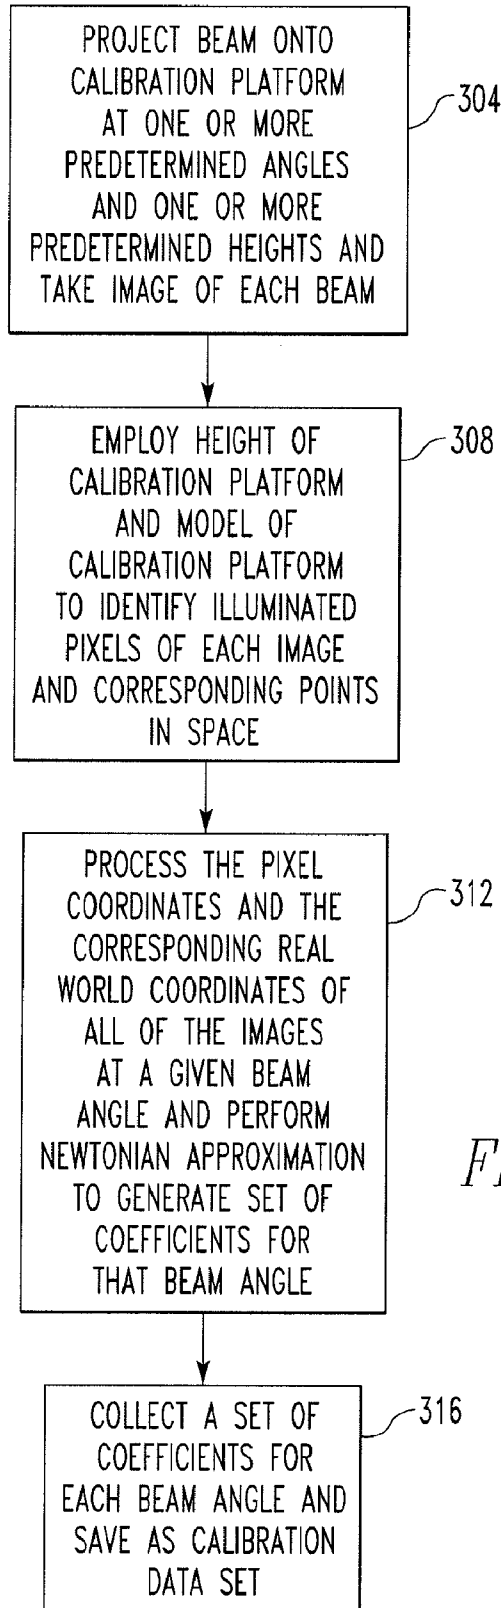 PROJECT BEAM ONTO
CALIBRATION PLATFORM
AT ONE OR MORE
PREDETERMINED ANGLES
AND ONE OR MORE
PREDETERMINED HEIGHTS AND
TAKE IMAGE OF EACH BEAM
304
EMPLOY HEIGHT OF
CALIBRATION PLATFORM
AND MODEL OF
CALIBRATION PLATFORM
TO IDENTIFY ILLUMINATED
PIXELS OF EACH IMAGE
AND CORRESPONDING POINTS
IN SPACE
308
PROCESS THE PIXEL
COORDINATES AND THE
CORRESPONDING REAL
WORLD COORDINATES OF
ALL OF THE IMAGES
AT A GIVEN BEAM
ANGLE AND PERFORM
NEWTONIAN APPROXIMATION
TO GENERATE SET OF
COEFFICIENTS FOR
THAT BEAM ANGLE
312
COLLECT A SET OF
COEFFICIENTS FOR
EACH BEAM ANGLE AND
SAVE AS CALIBRATION
DATA SET
316